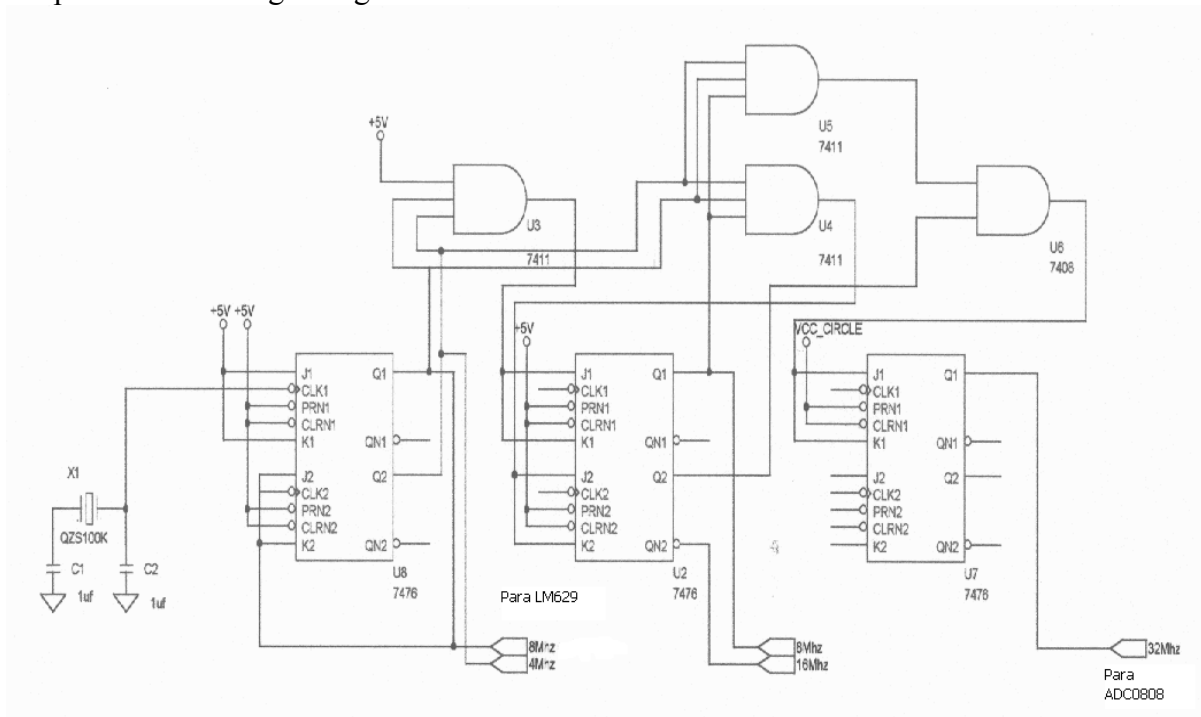 U5
7411
+5V
U3
7411
U4
7411
U6
7408
+5V +5V
J1
CLK1
PRN1
CLRN1
K1
J2
CLK2
PRN2
CLRN2
K2
Q1
QN1
Q2
QN2
U8
7476
+5V
J1
CLK1
PRN1
CLRN1
K1
J2
CLK2
PRN2
CLRN2
K2
Q1
QN1
Q2
QN2
U2
7476
VCC_CIRCLE
J1
CLK1
PRN1
CLRN1
K1
J2
CLK2
PRN2
CLRN2
K2
Q1
QN1
Q2
QN2
U7
7476
X1
QZS100K
C1
1uf
C2
1uf
Para LM629
8Mhz
4Mhz
8Mhz
16Mhz
32Mhz
Para
ADC0808